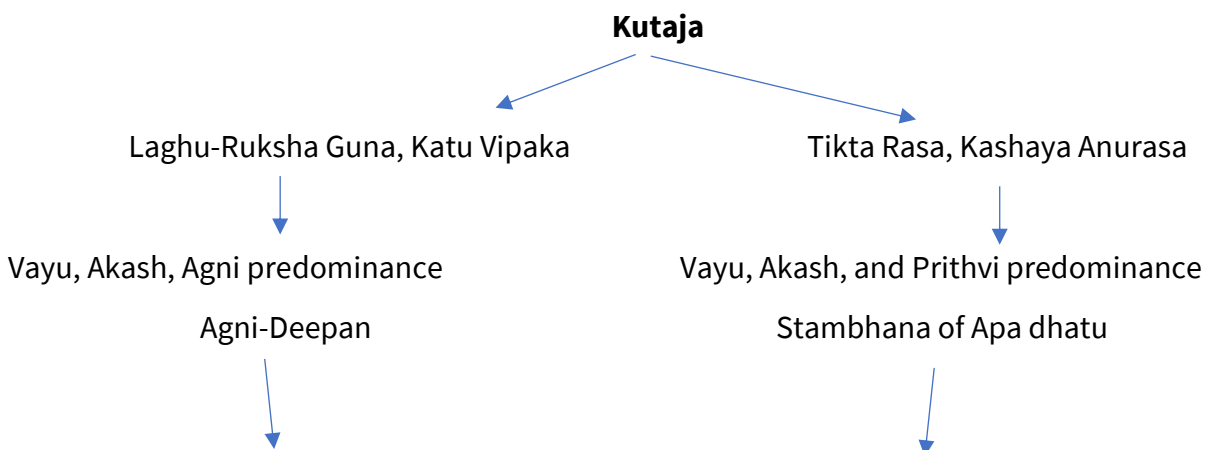 Kutaja
Laghu-Ruksha Guna, Katu Vipaka
Tikta Rasa, Kashaya Anurasa
Vayu, Akash, Agni predominance
Vayu, Akash, and Prithvi predominance
Agni-Deepan
Stambhana of Apa dhatu